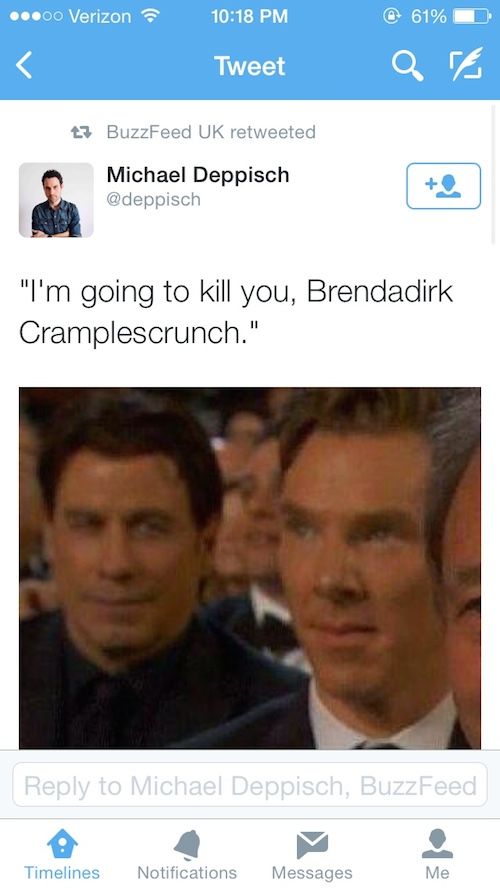 Verizon 10:18 PM 61%
Tweet
BuzzFeed UK retweeted
Michael Deppisch
@deppisch
"I'm going to kill you, Brendadirk
Cramplescrunch."
Reply to Michael Deppisch, BuzzFeed
Timelines Notifications Messages Me